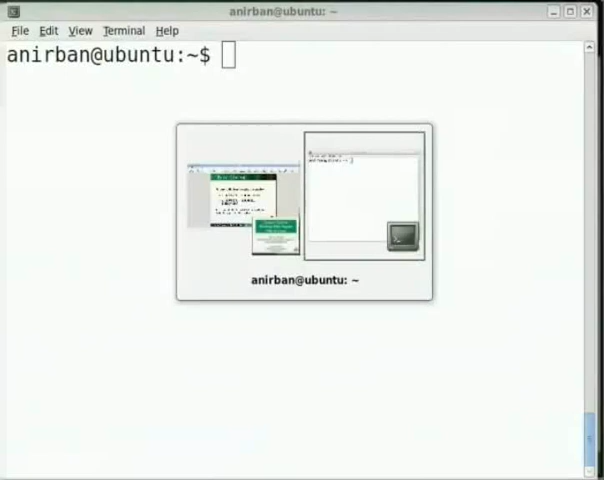 anirban@ubuntu: ~
File Edit View Terminal Help
anirban@ubuntu:~$
anirban@ubuntu: ~